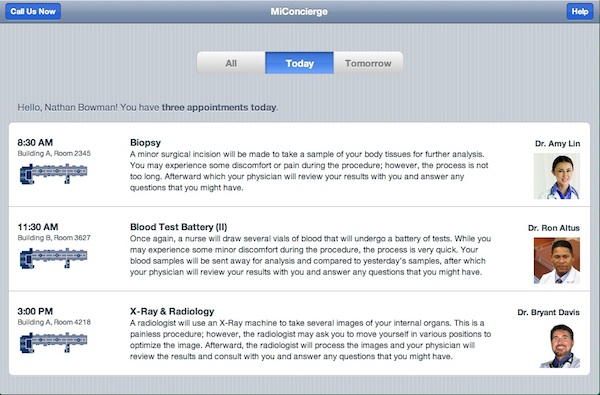 Call Us Now
MiConcierge
Help
All
Today
Tomorrow
Hello, Nathan Bowman! You have three appointments today.
8:30 AM
Building A, Room 2345
Biopsy
A minor surgical incision will be made to take a sample of your body tissues for further analysis.
You may experience some discomfort or pain during the procedure; however, the process is not
too long. Afterward which your physician will review your results with you and answer any
questions that you might have.
Dr. Amy Lin
11:30 AM
Building B, Room 3627
Blood Test Battery (II)
Once again, a nurse will draw several vials of blood that will undergo a battery of tests. While you
may experience some minor discomfort during the procedure, the process is very quick. Your
blood samples will be sent away for analysis and compared to yesterday's samples, after which
your physician will review your results with you and answer any questions that you might have.
Dr. Ron Altus
3:00 PM
Building A, Room 4218
X-Ray & Radiology
A radiologist will use an X-Ray machine to take several images of your internal organs. This is a
painless procedure; however, the radiologist may ask you to move yourself in various positions to
optimize the image. Afterward, the radiologist will process the images and your physician will
review the results and consult with you and answer any questions that you might have.
Dr. Bryant Davis